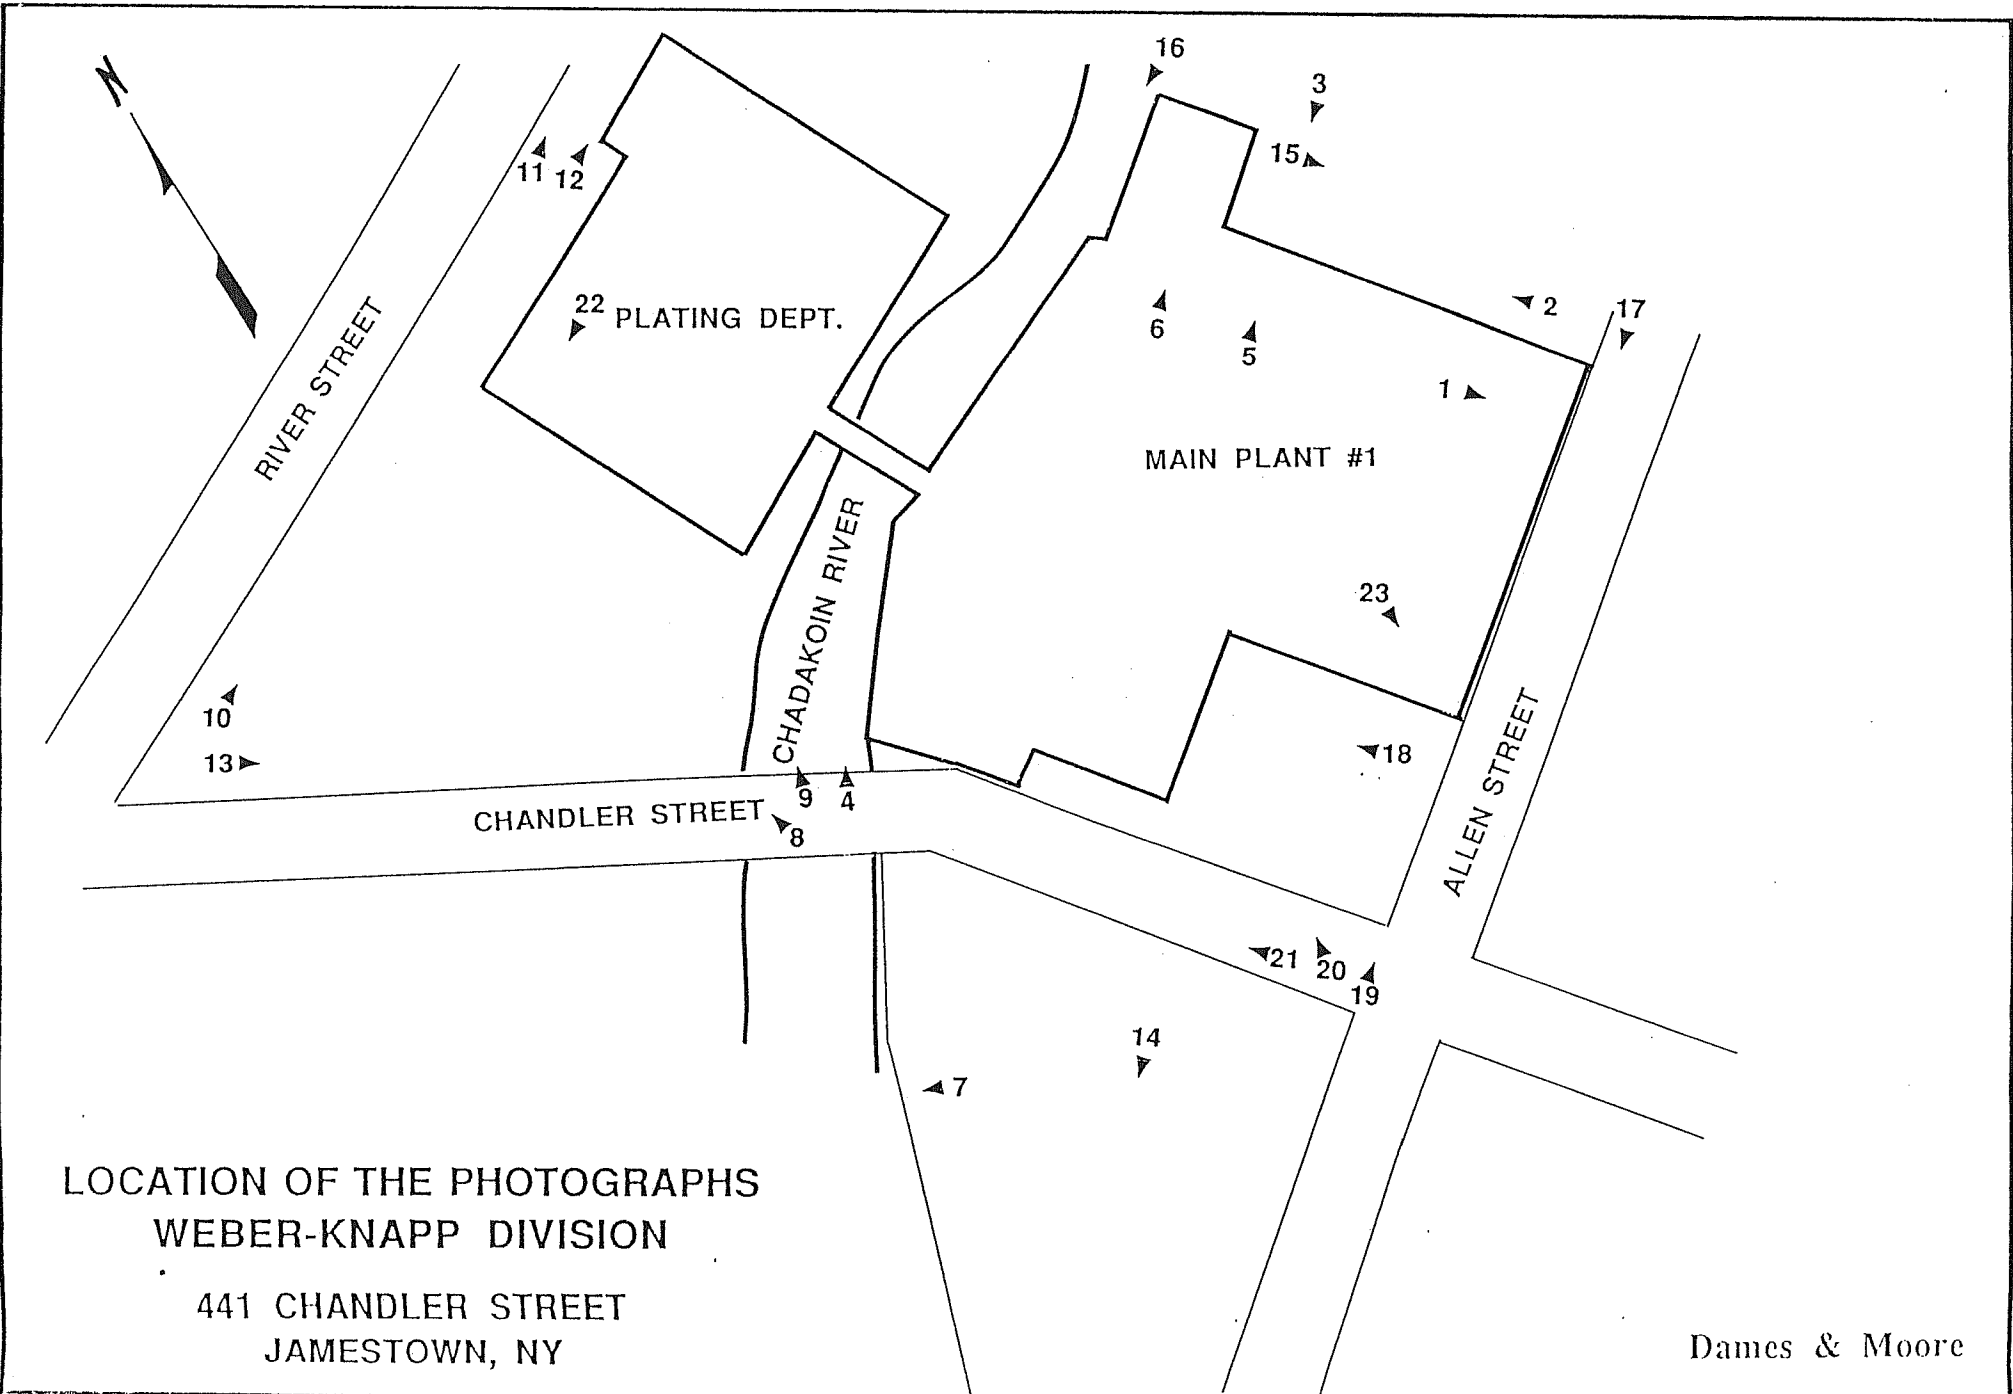 N
16
3
15
11
12
22
PLATING DEPT.
2
17
6
5
1
RIVER STREET
MAIN PLANT #1
CHADAKOIN RIVER
23
10
13
18
ALLEN STREET
CHANDLER STREET
9
4
8
21
20
19
14
7
LOCATION OF THE PHOTOGRAPHS
WEBER-KNAPP DIVISION
441 CHANDLER STREET
JAMESTOWN, NY
Dames & Moore